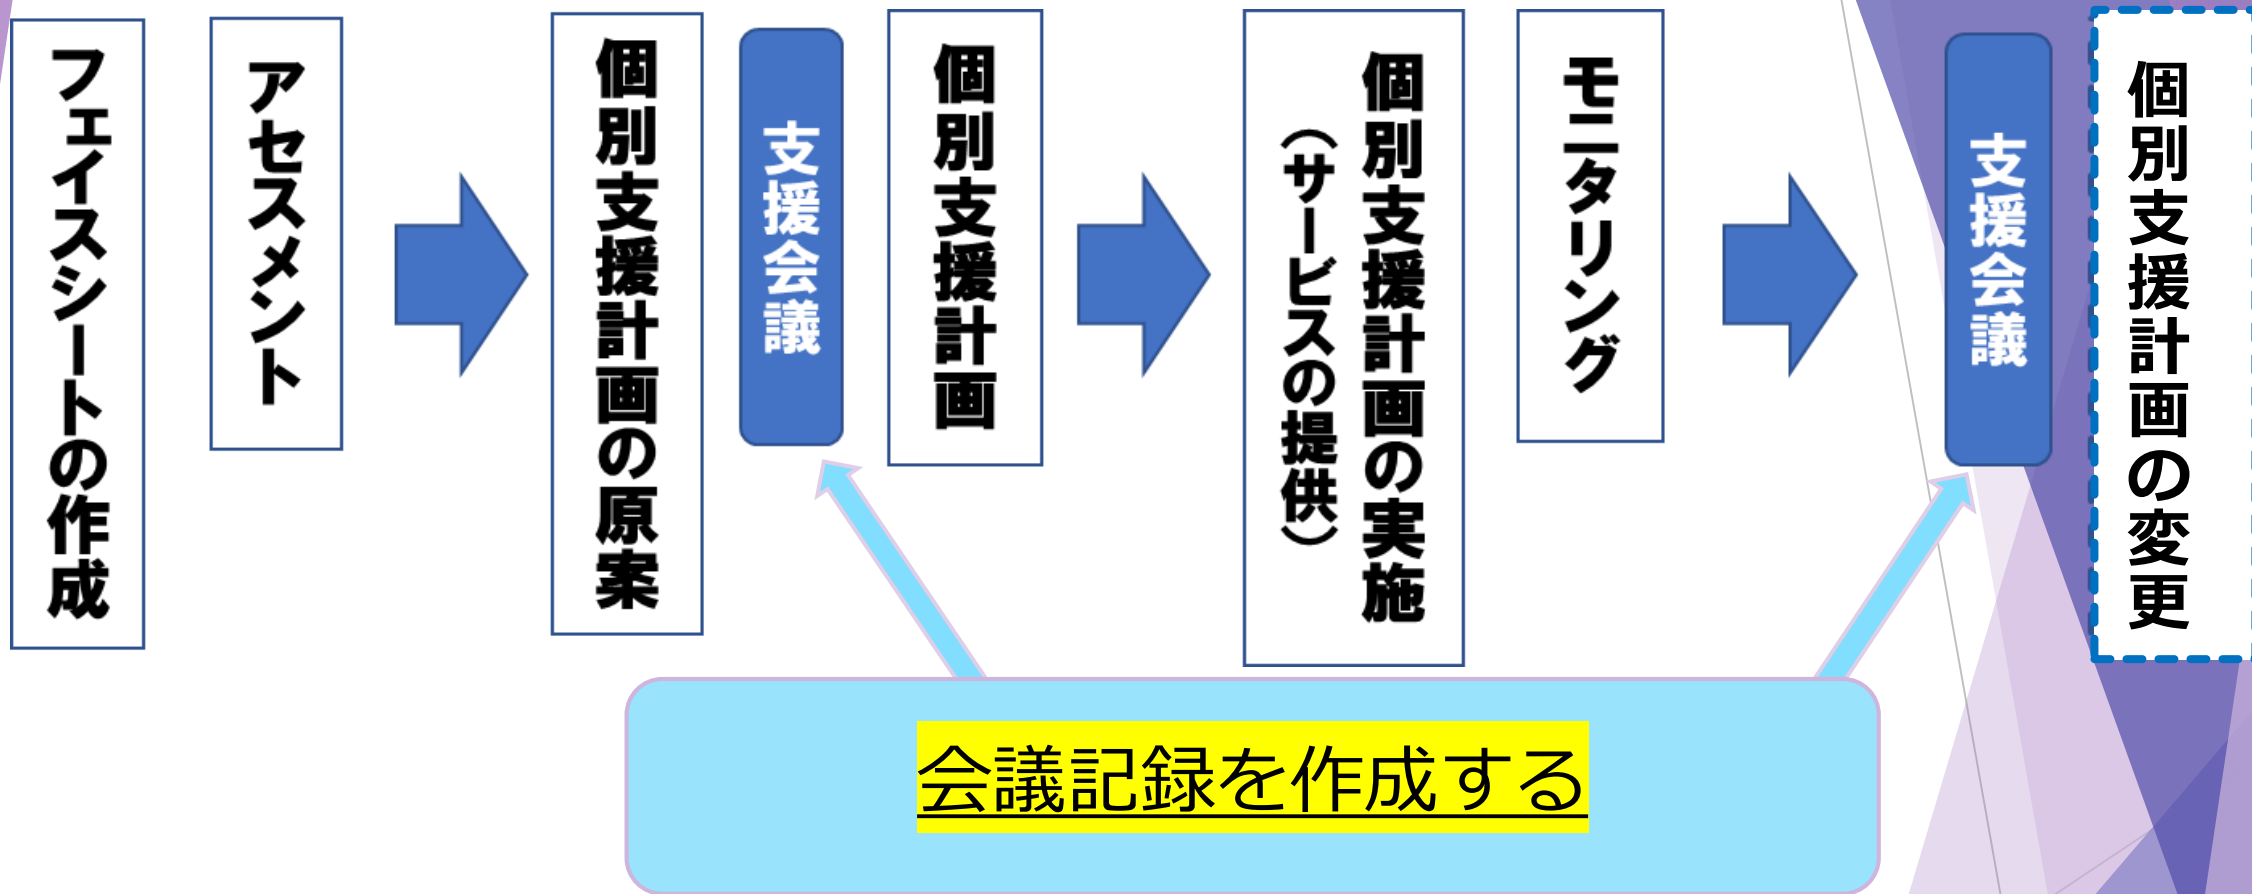 フェイスシートの作成
アセスメント
個別支援計画の原案
支援会議
個別支援計画
個別支援計画の実施
（サービスの提供）
モニタリング
支援会議
個別支援計画の変更
会議記録を作成する